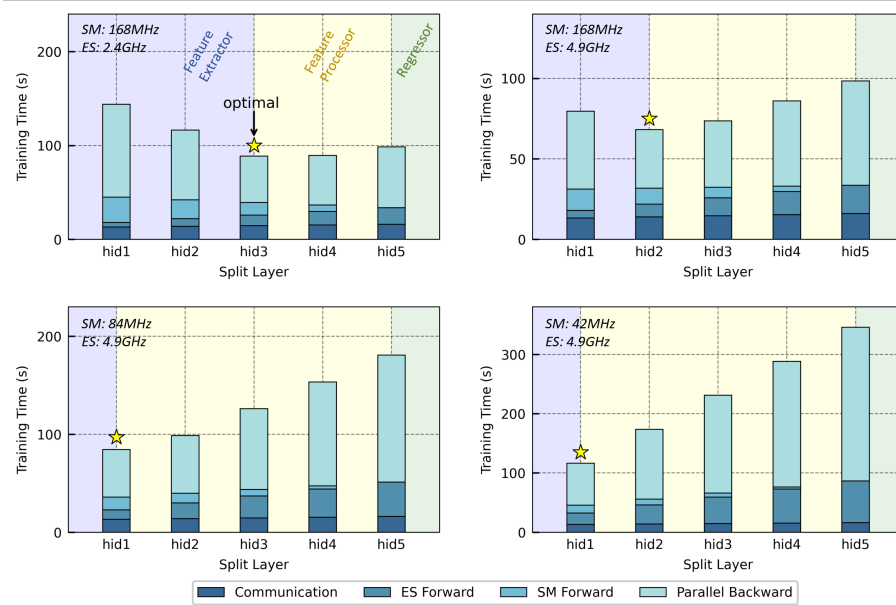 SM: 168MHz
ES: 2.4GHz
Feature
Extractor
Feature
Processor
Regressor
optimal
200
100
0
Training Time (s)
hid1 hid2 hid3 hid4 hid5
Split Layer
SM: 168MHz
ES: 4.9GHz
100
50
0
Training Time (s)
hid1 hid2 hid3 hid4 hid5
Split Layer
SM: 84MHz
ES: 4.9GHz
200
100
0
Training Time (s)
hid1 hid2 hid3 hid4 hid5
Split Layer
SM: 42MHz
ES: 4.9GHz
300
200
100
0
Training Time (s)
hid1 hid2 hid3 hid4 hid5
Split Layer
Communication ES Forward SM Forward Parallel Backward